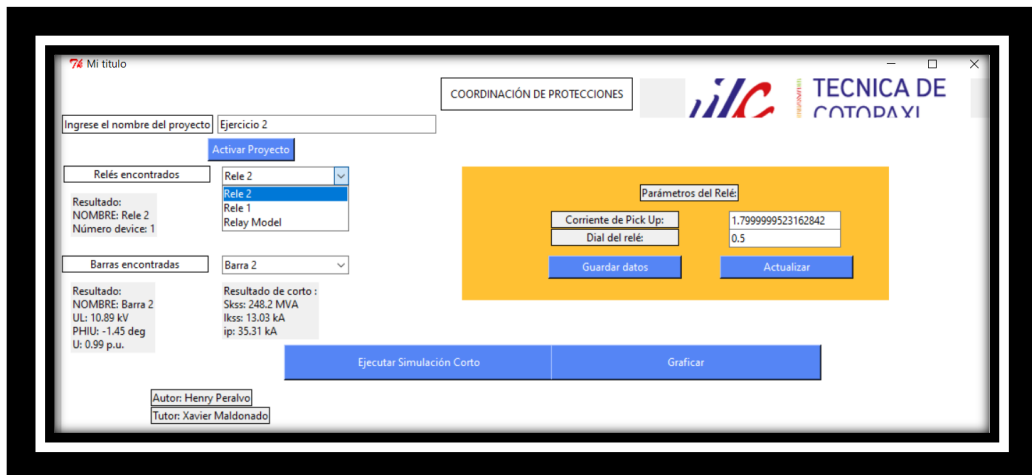 Mi titulo
COORDINACIÓN DE PROTECCIONES
TECNICA DE
COTOPAXI
Ingrese el nombre del proyecto
Ejercicio 2
Activar Proyecto
Relés encontrados
Rele 2
Rele 2
Rele 1
Relay Model
Resultado:
NOMBRE: Rele 2
Número device: 1
Parámetros del Relé:
Corriente de Pick Up:
1.7999999523162842
Dial del relé:
0.5
Guardar datos
Actualizar
Barras encontradas
Barra 2
Resultado:
NOMBRE: Barra 2
UL: 10.89 kV
PHIU: -1.45 deg
U: 0.99 p.u.
Resultado de corto :
Skss: 248.2 MVA
Ikss: 13.03 kA
ip: 35.31 kA
Ejecutar Simulación Corto
Graficar
Autor: Henry Peralvo
Tutor: Xavier Maldonado